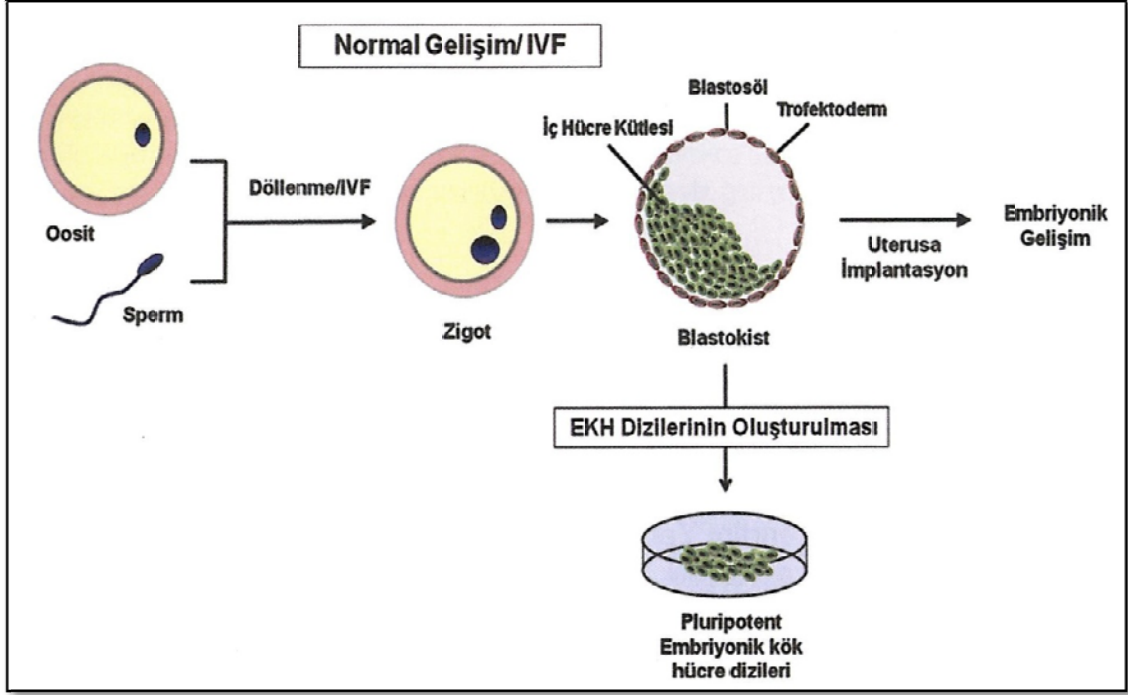 Normal Gelişim/ IVF
Blastosöl
Trofektoderm
İç Hücre Kütlesi
Döllenme/IVF
Oosit
Sperm
Zigot
Blastokist
Uterusa
İmplantasyon
Embriyonik
Gelişim
EKH Dizilerinin Oluşturulması
Pluripotent
Embriyonik kök
hücre dizileri